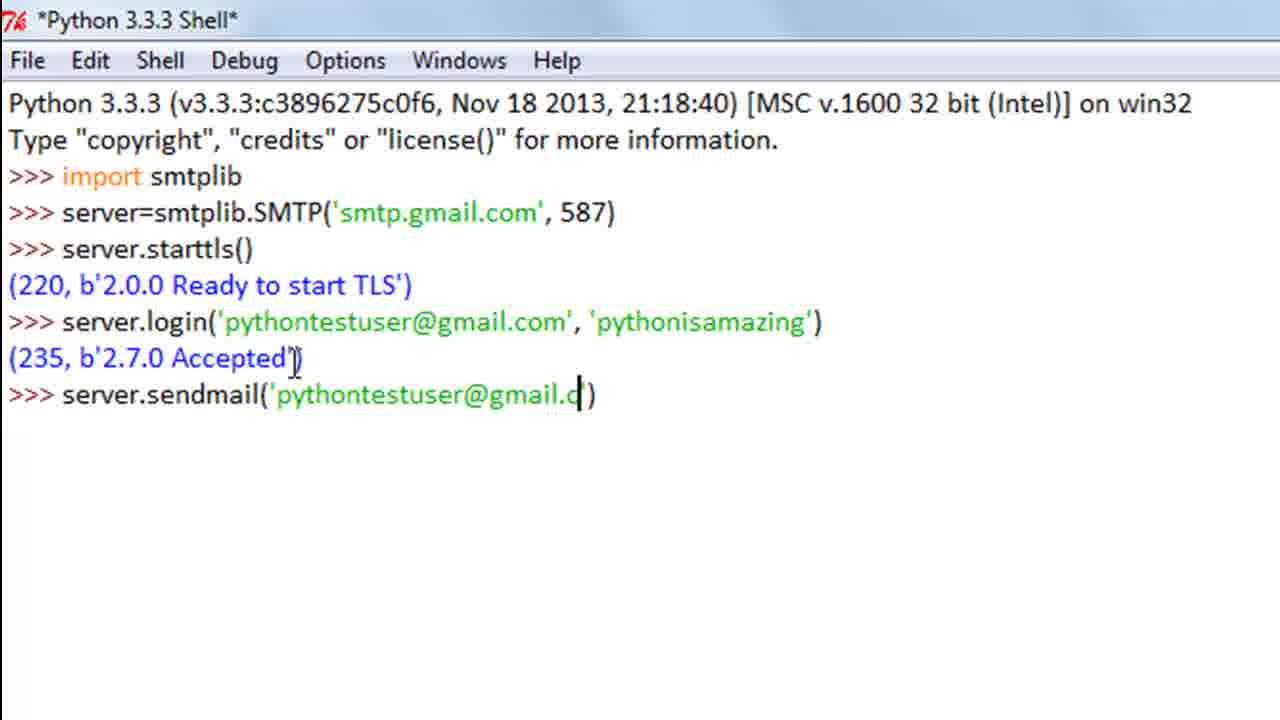 *Python 3.3.3 Shell*
File Edit Shell Debug Options Windows Help
Python 3.3.3 (v3.3.3:c3896275c0f6, Nov 18 2013, 21:18:40) [MSC v.1600 32 bit (Intel)] on win32
Type "copyright", "credits" or "license()" for more information.
>>> import smtplib
>>> server=smtplib.SMTP('smtp.gmail.com', 587)
>>> server.starttls()
(220, b'2.0.0 Ready to start TLS')
>>> server.login('pythontestuser@gmail.com', 'pythonisamazing')
(235, b'2.7.0 Accepted')
>>> server.sendmail('pythontestuser@gmail.c')